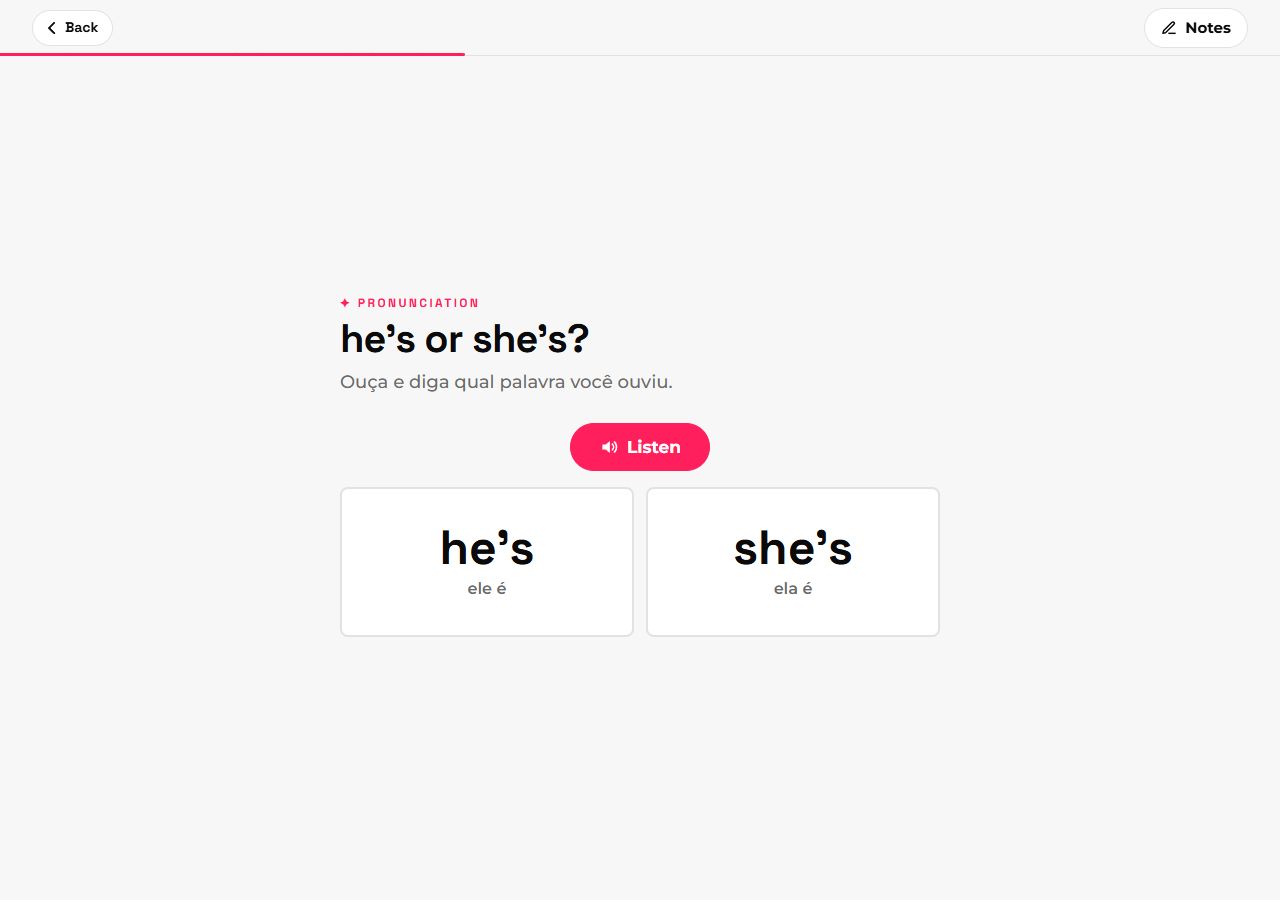 Back
Notes
PRONUNCIATION
he’s or she’s?
Ouça e diga qual palavra você ouviu.
Listen
he’s
ele é
she’s
ela é